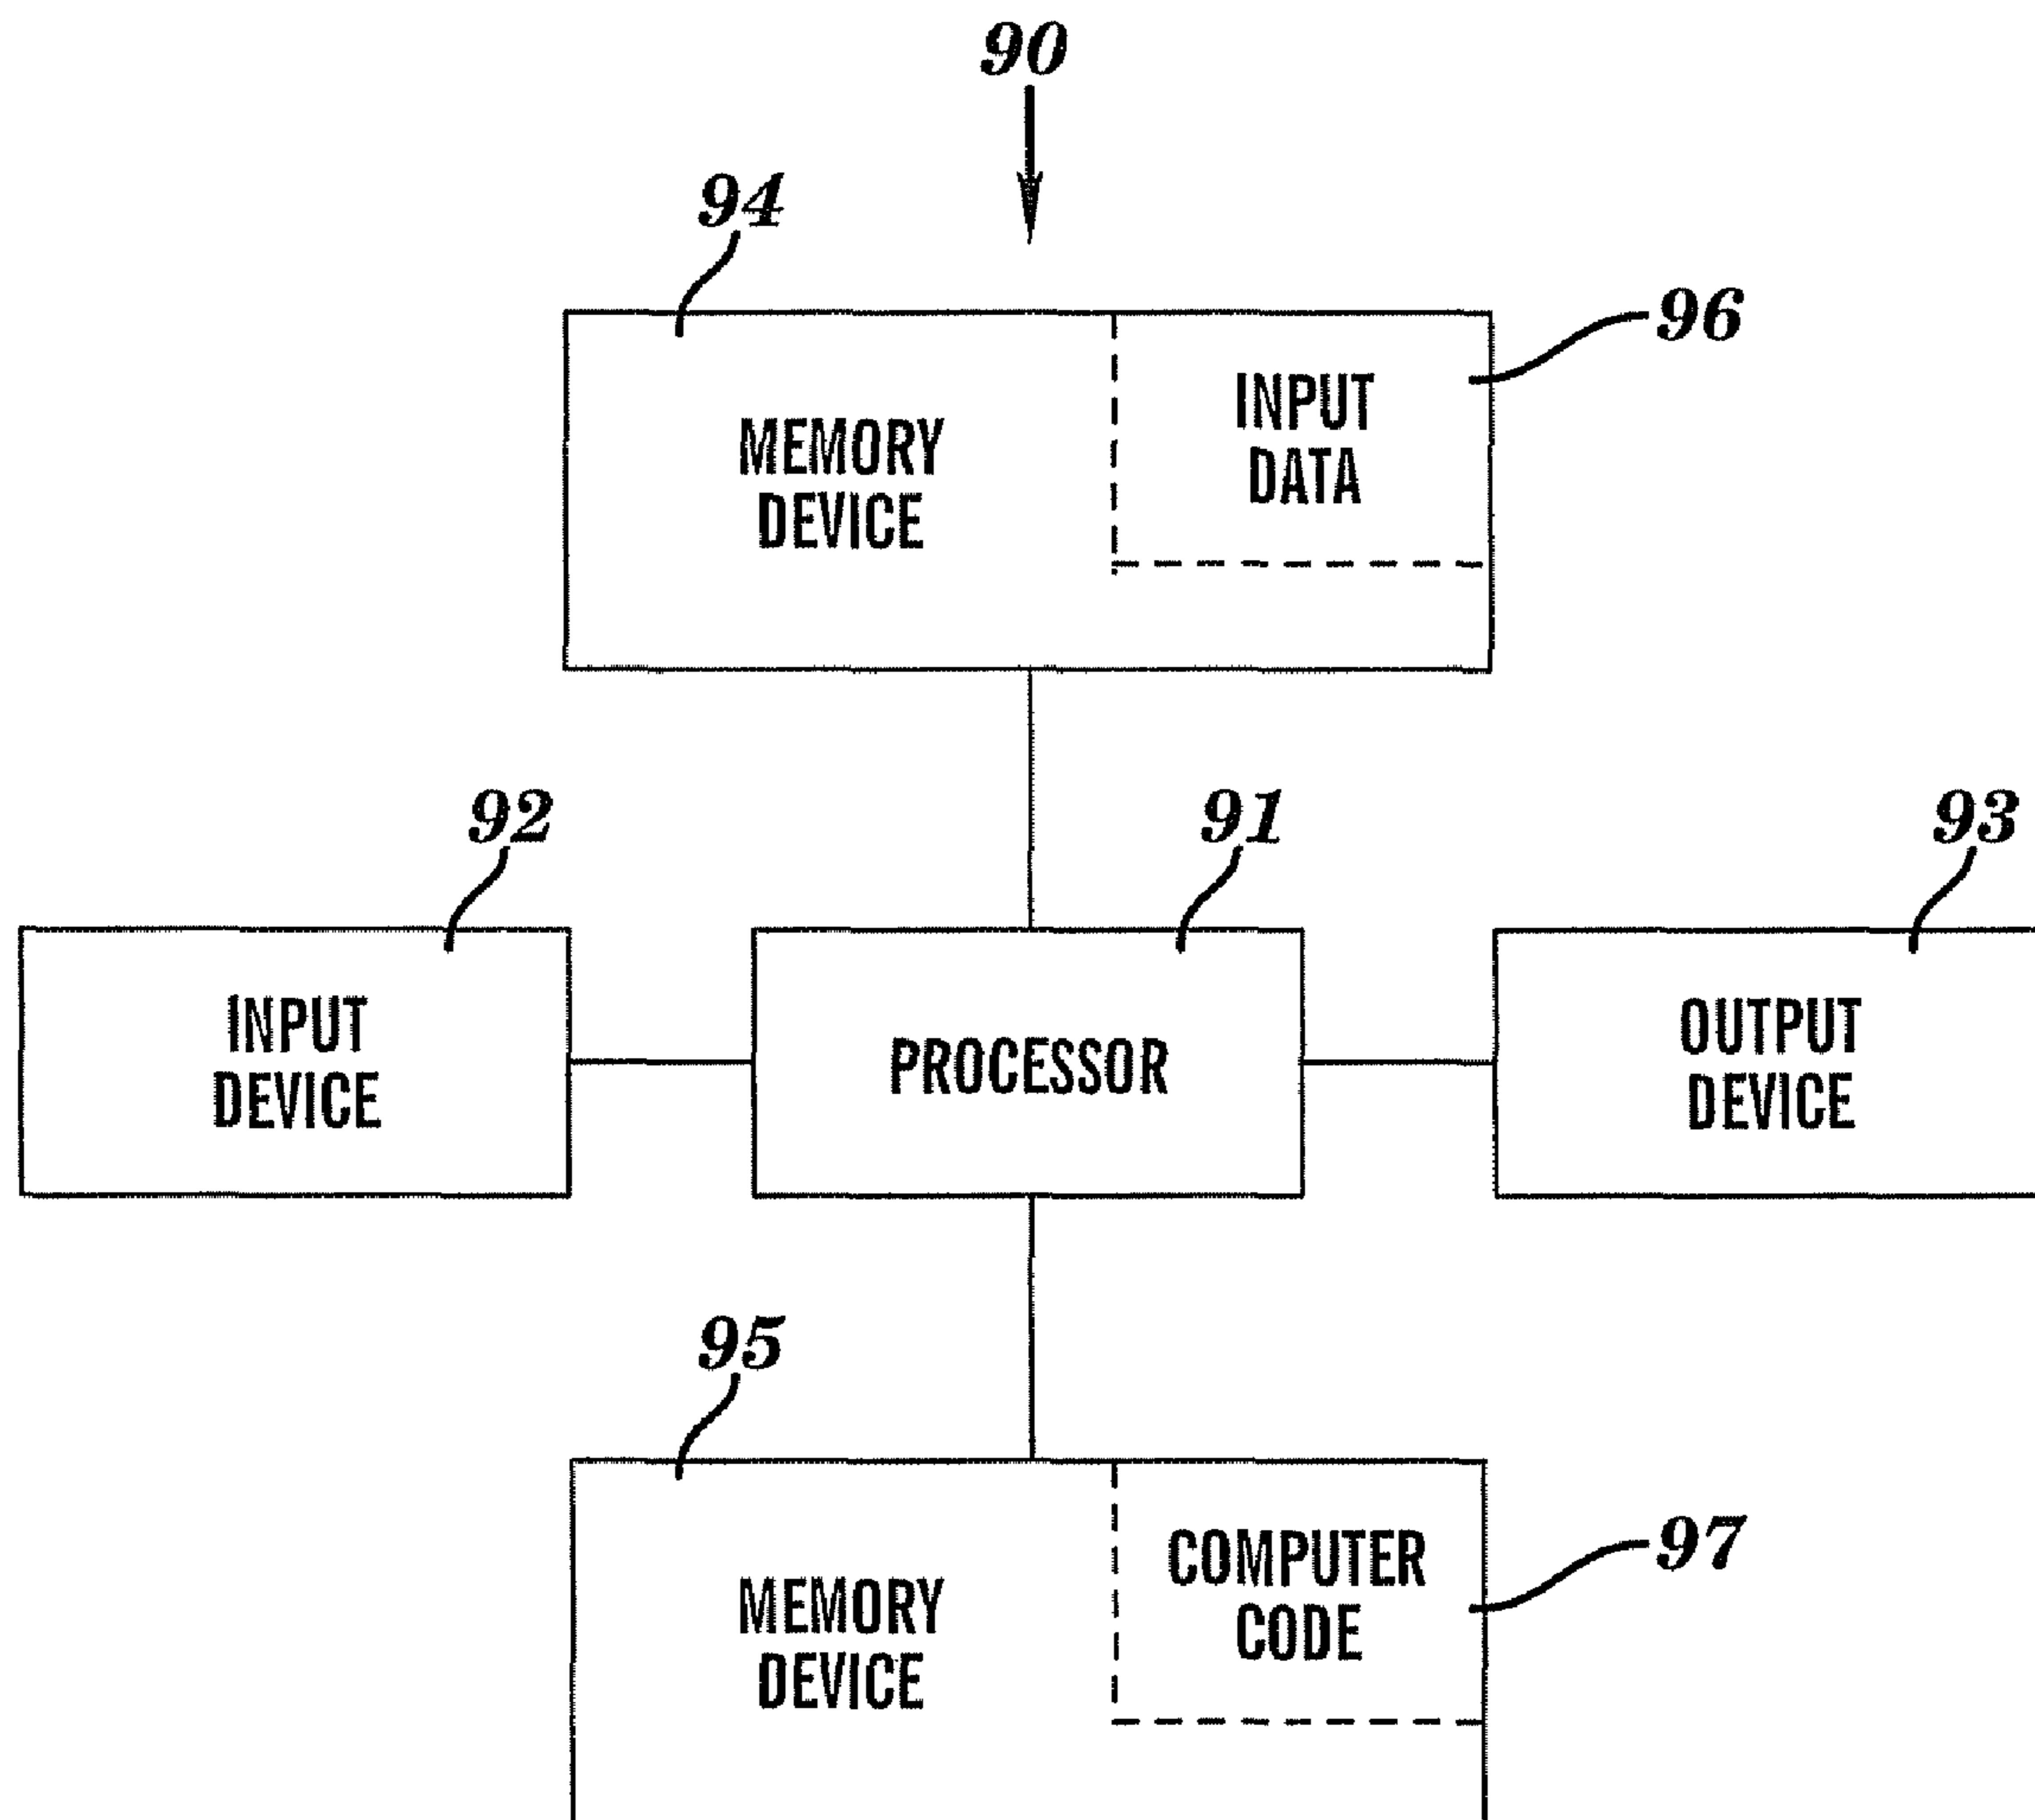 90
94
96
MEMORY
DEVICE
INPUT
DATA
92
91
93
INPUT
DEVICE
PROCESSOR
OUTPUT
DEVICE
95
97
MEMORY
DEVICE
COMPUTER
CODE